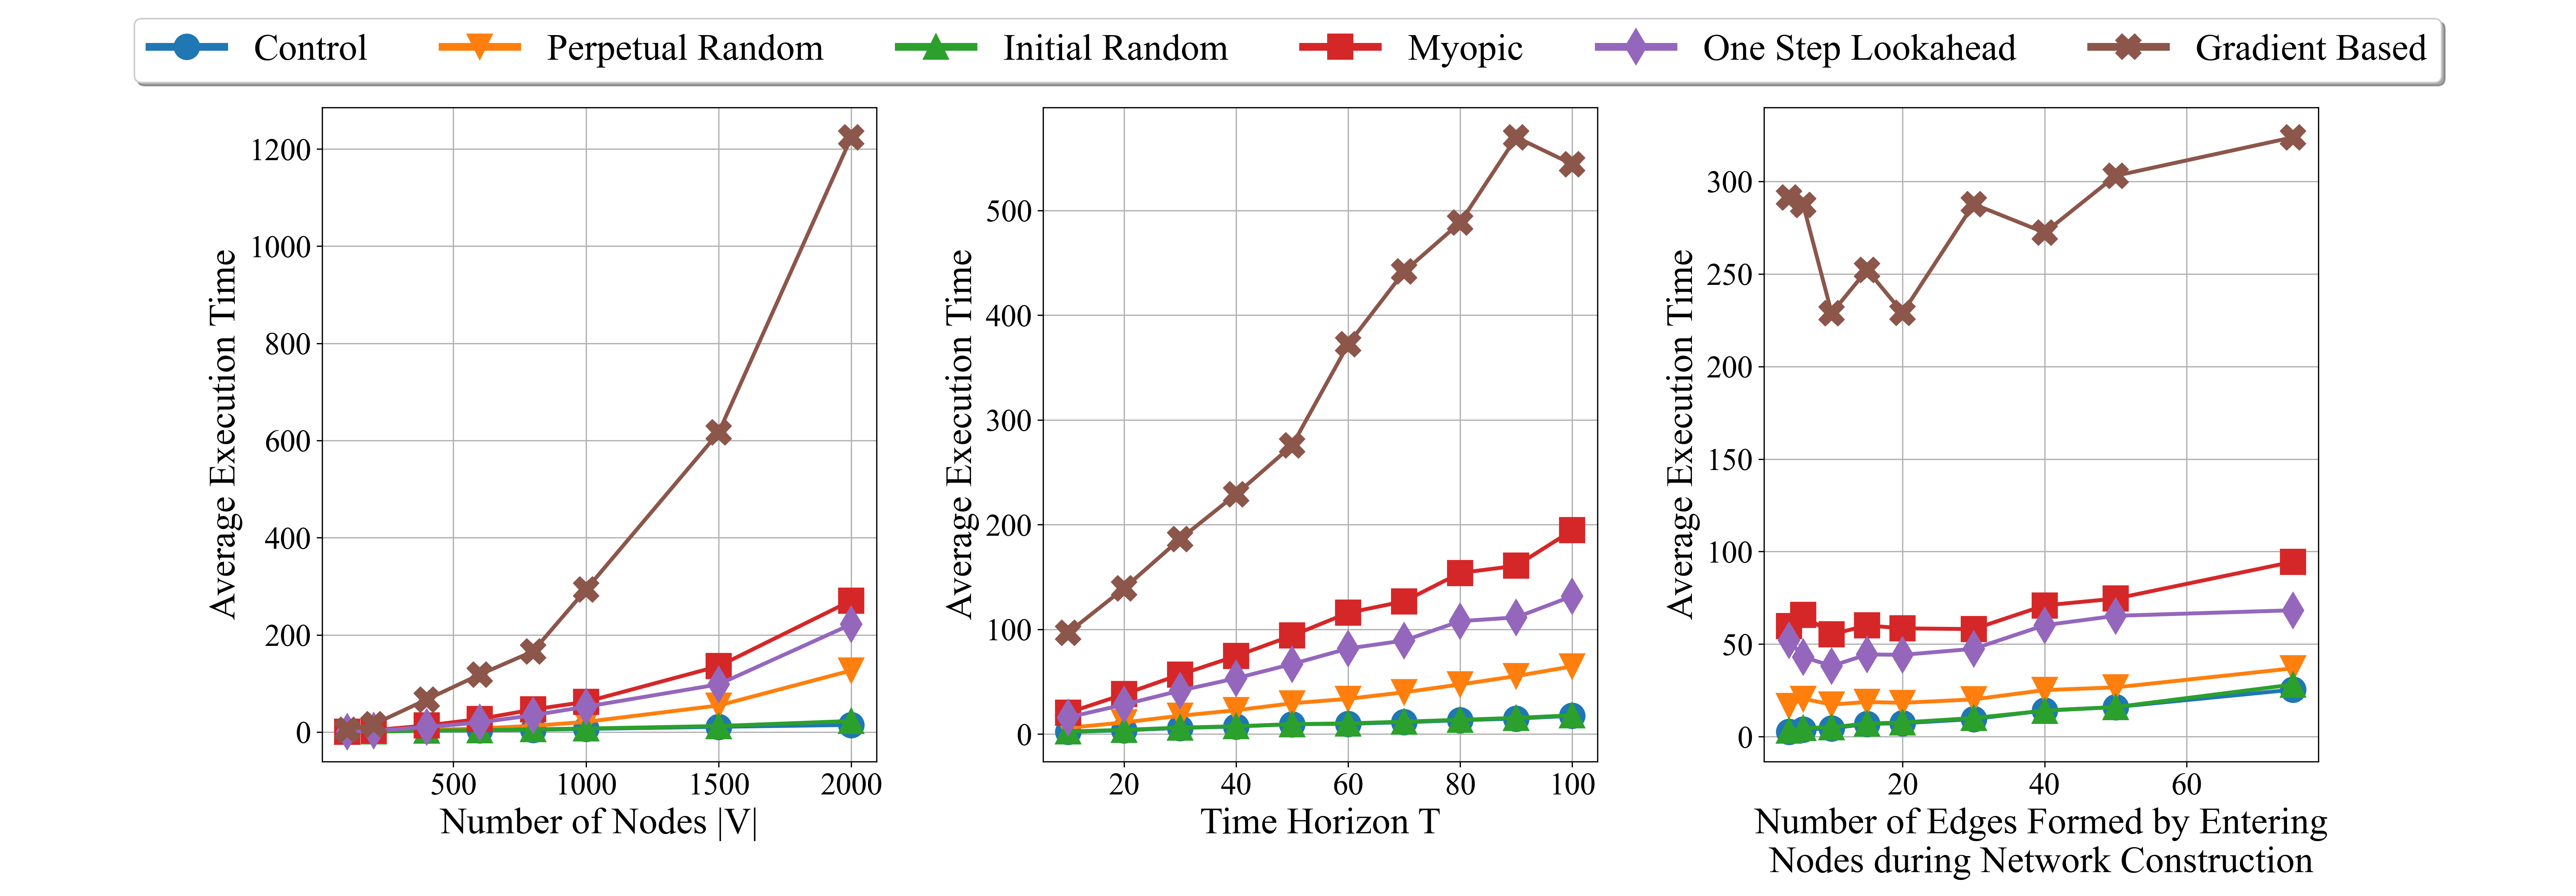 Control Perpetual Random Initial Random Myopic One Step Lookahead Gradient Based
Average Execution Time
1200
1000
800
600
400
200
0
500 1000 1500 2000
Number of Nodes |V|
Average Execution Time
500
400
300
200
100
0
20 40 60 80 100
Time Horizon T
Average Execution Time
300
250
200
150
100
50
0
20 40 60
Number of Edges Formed by Entering
Nodes during Network Construction